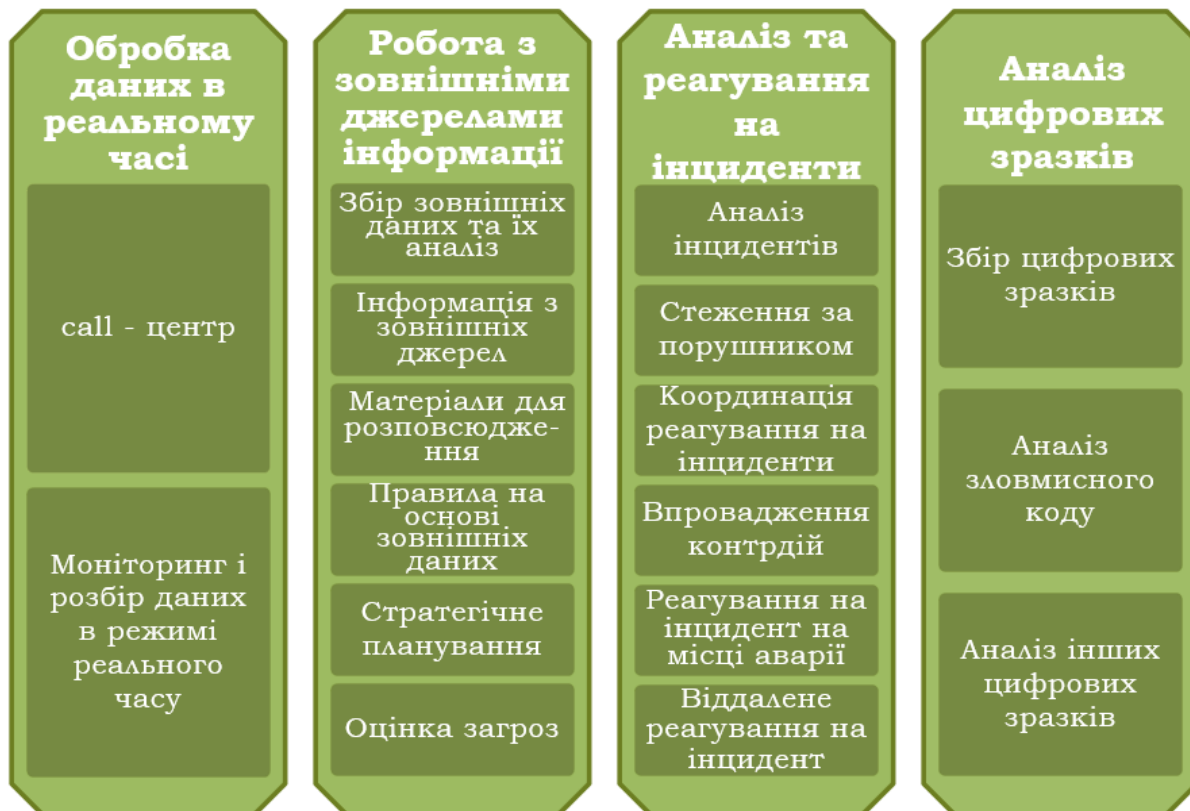 Обробка
даних в
реальному
часі
call - центр
Моніторинг і
розбір даних
в режимі
реального
часу
Робота з
зовнішніми
джерелами
інформації
Збір зовнішніх
даних та їх
аналіз
Інформація з
зовнішніх
джерел
Матеріали для
розповсюдже-
ння
Правила на
основі
зовнішніх
даних
Стратегічне
планування
Оцінка загроз
Аналіз та
реагування
на
інциденти
Аналіз
інцидентів
Стеження за
порушником
Координація
реагування на
інциденти
Впровадження
контрдій
Реагування на
інцидент на
місці аварії
Віддалене
реагування на
інцидент
Аналіз
цифрових
зразків
Збір цифрових
зразків
Аналіз
зловмисного
коду
Аналіз інших
цифрових
зразків